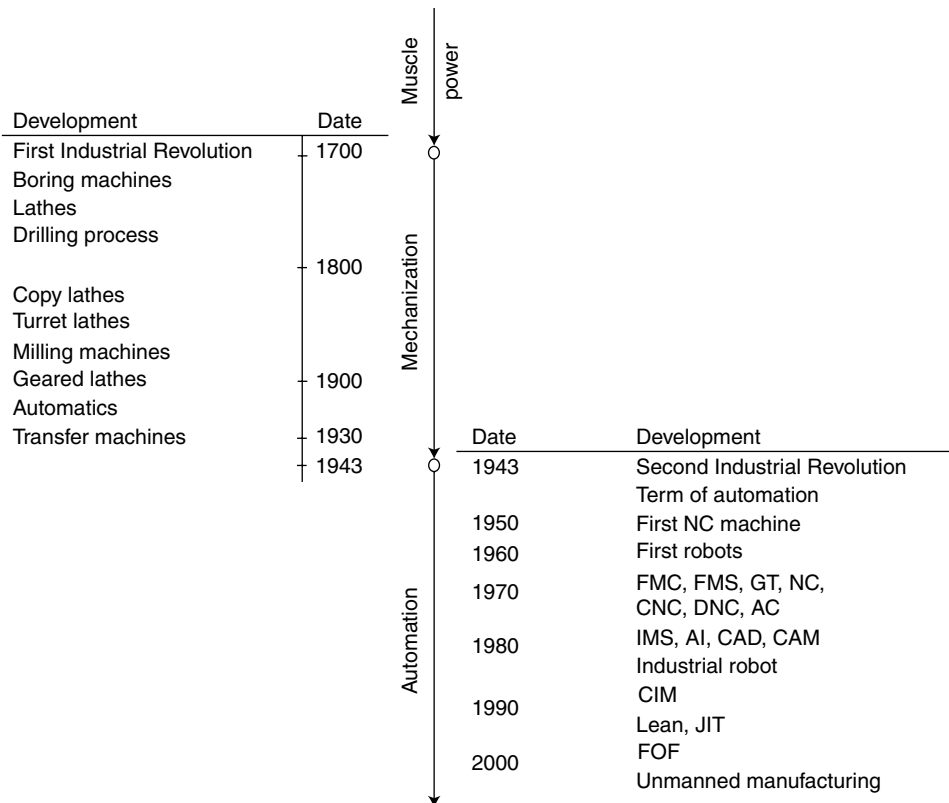 Muscle
power
Development Date
First Industrial Revolution 1700
Boring machines
Lathes
Drilling process
1800
Copy lathes
Turret lathes
Milling machines
Geared lathes 1900
Automatics
Transfer machines 1930
1943
Mechanization
Date Development
1943 Second Industrial Revolution
Term of automation
1950 First NC machine
1960 First robots
1970 FMC, FMS, GT, NC,
CNC, DNC, AC
1980 IMS, AI, CAD, CAM
Industrial robot
1990 CIM
Lean, JIT
2000 FOF
Unmanned manufacturing
Automation